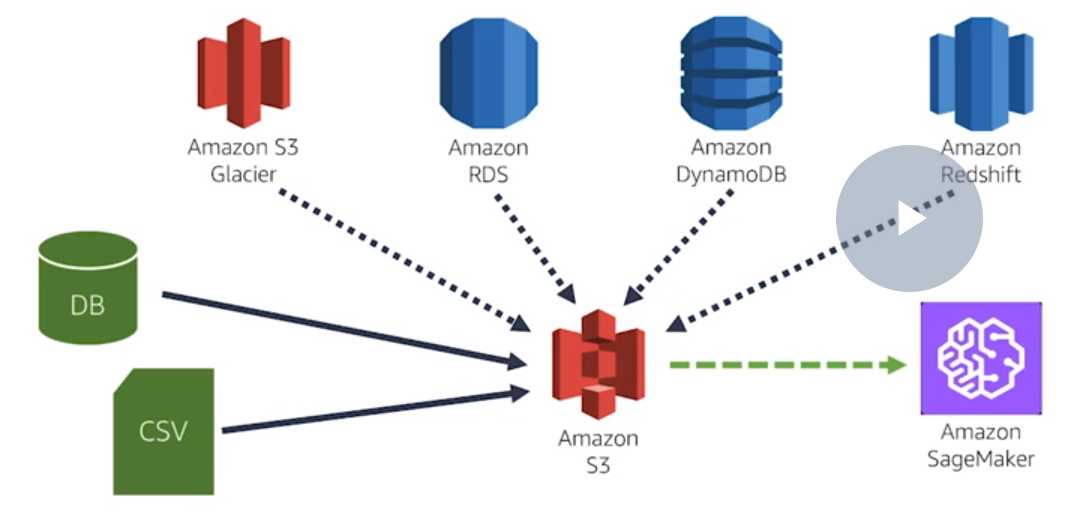 Amazon S3
Glacier
Amazon
RDS
Amazon
DynamoDB
Amazon
Redshift
DB
CSV
Amazon
S3
Amazon
SageMaker